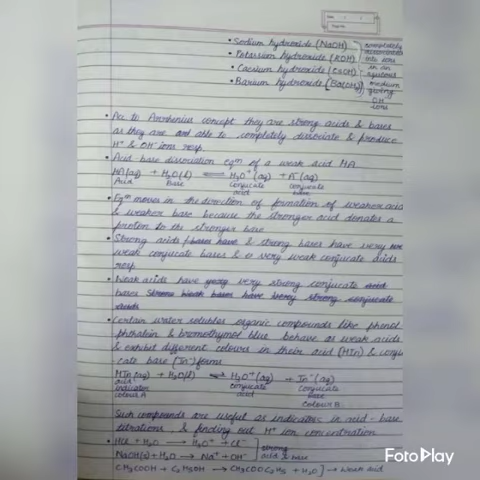 • Sodium hydroxide (NaOH)
• Potassium hydroxide (KOH)
• Caesium hydroxide (CsOH)
• Barium hydroxide [Ba(OH)2]
completely
dissociated
into ions
in an
aqueous
medium
giving
OH-
ions
• Acc to Arrhenius concept they are strong acids & bases
as they are able to completely dissociate & produce
H+ & OH- ions resp.
• Acid-base dissociation eqn of a weak acid HA
HA(aq) + H2O(l) ⇌ H3O+(aq) + A-(aq)
Acid Base conjugate acid conjugate base
• Eqm moves in the direction of formation of weaker acid
& weaker base because the stronger acid donates a
proton to the stronger base
• Strong acids & strong bases have very
weak conjugate bases & very weak conjugate acids
resp
• Weak acids have very strong conjugate
bases
• Certain water soluble organic compounds like phenol
phthalein & bromothymol blue behave as weak acids
& exhibit different colours in their acid (HIn) & conju
cate base (In-) forms
HIn(aq) + H2O(l) ⇌ H3O+(aq) + In-(aq)
acid indicator colour A conjugate acid conjugate base colour B
Such compounds are useful as indicators in acid-base
titrations & finding out H+ ion concentration
• HCl + H2O → H3O+ Cl-
NaOH(s) + H2O → Na+ + OH-
strong
acid & base
CH3COOH + C2H5OH → CH3COOC2H5 + H2O } → Weak acid
FotoPlay